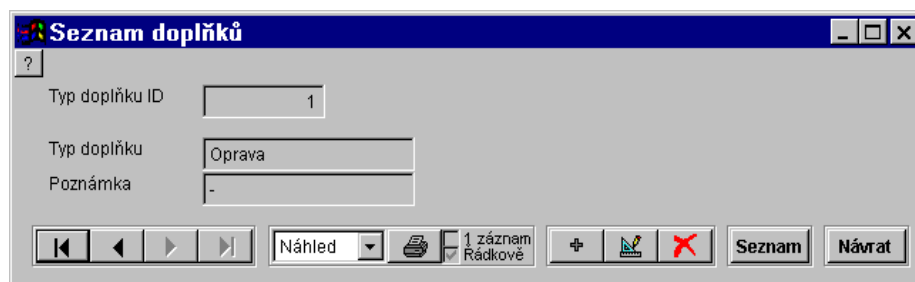 Seznam doplňků
?
Typ doplňku ID 1
Typ doplňku Oprava
Poznámka -
Náhled 1 záznam Seznam Návrat
Řádkově